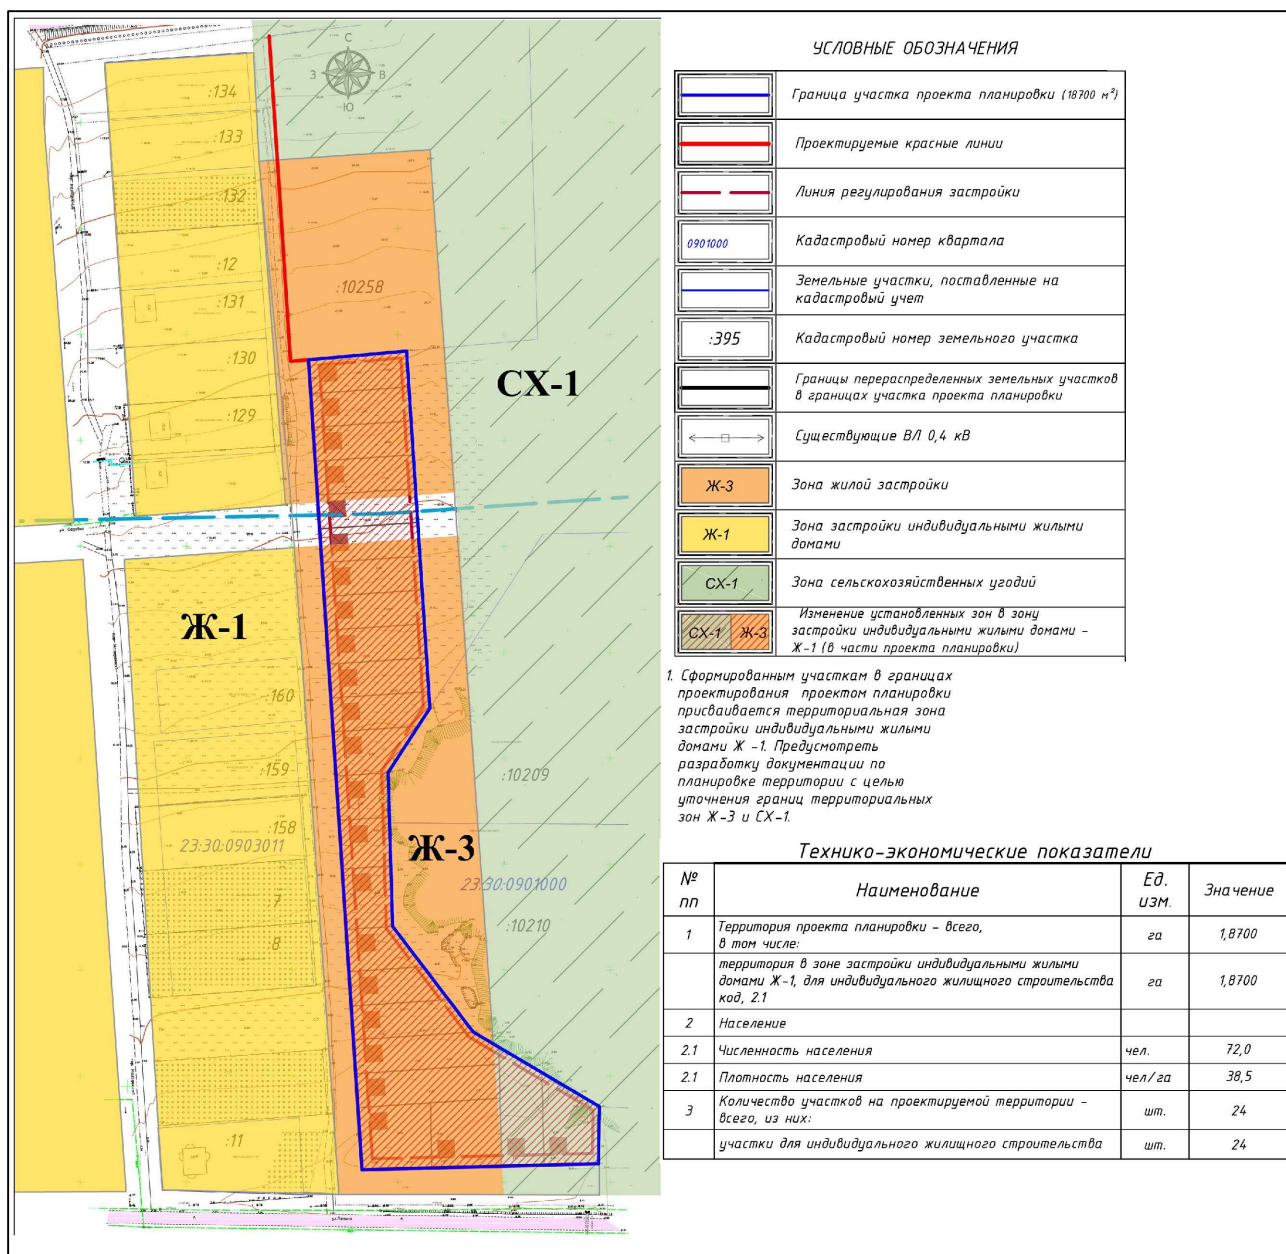 С
З
В
Ю
:134
:133
:132
:12
:131
:130
:129
:10258
СХ-1
Ж-1
:160
:159
:158
23:30:0903011
:7
:8
:11
:10209
Ж-3
23:30:0901000
:10210
УСЛОВНЫЕ ОБОЗНАЧЕНИЯ
Граница участка проекта планировки (18700 м²)
Проектируемые красные линии
Линия регулирования застройки
0901000
Кадастровый номер квартала
Земельные участки, поставленные на
кадастровый учет
:395
Кадастровый номер земельного участка
Границы перераспределенных земельных участков
в границах участка проекта планировки
Существующие ВЛ 0,4 кВ
Ж-3
Зона жилой застройки
Ж-1
Зона застройки индивидуальными жилыми
домами
СХ-1
Зона сельскохозяйственных угодий
СХ-1 Ж-3
Изменение установленных зон в зону
застройки индивидуальными жилыми домами -
Ж-1 (в части проекта планировки)
1. Сформированным участкам в границах
проектирования проектом планировки
присваивается территориальная зона
застройки индивидуальными жилыми
домами Ж -1. Предусмотреть
разработку документации по
планировке территории с целью
уточнения границ территориальных
зон Ж-3 и СХ-1.
Технико-экономические показатели
№ пп Наименование Ед. изм. Значение
1 Территория проекта планировки - всего, га 1,8700
в том числе:
территория в зоне застройки индивидуальными жилыми
домами Ж-1, для индивидуального жилищного строительства га 1,8700
код, 2.1
2 Население
2.1 Численность населения чел. 72,0
2.1 Плотность населения чел/га 38,5
3 Количество участков на проектируемой территории - шт. 24
всего, из них:
участки для индивидуального жилищного строительства шт. 24